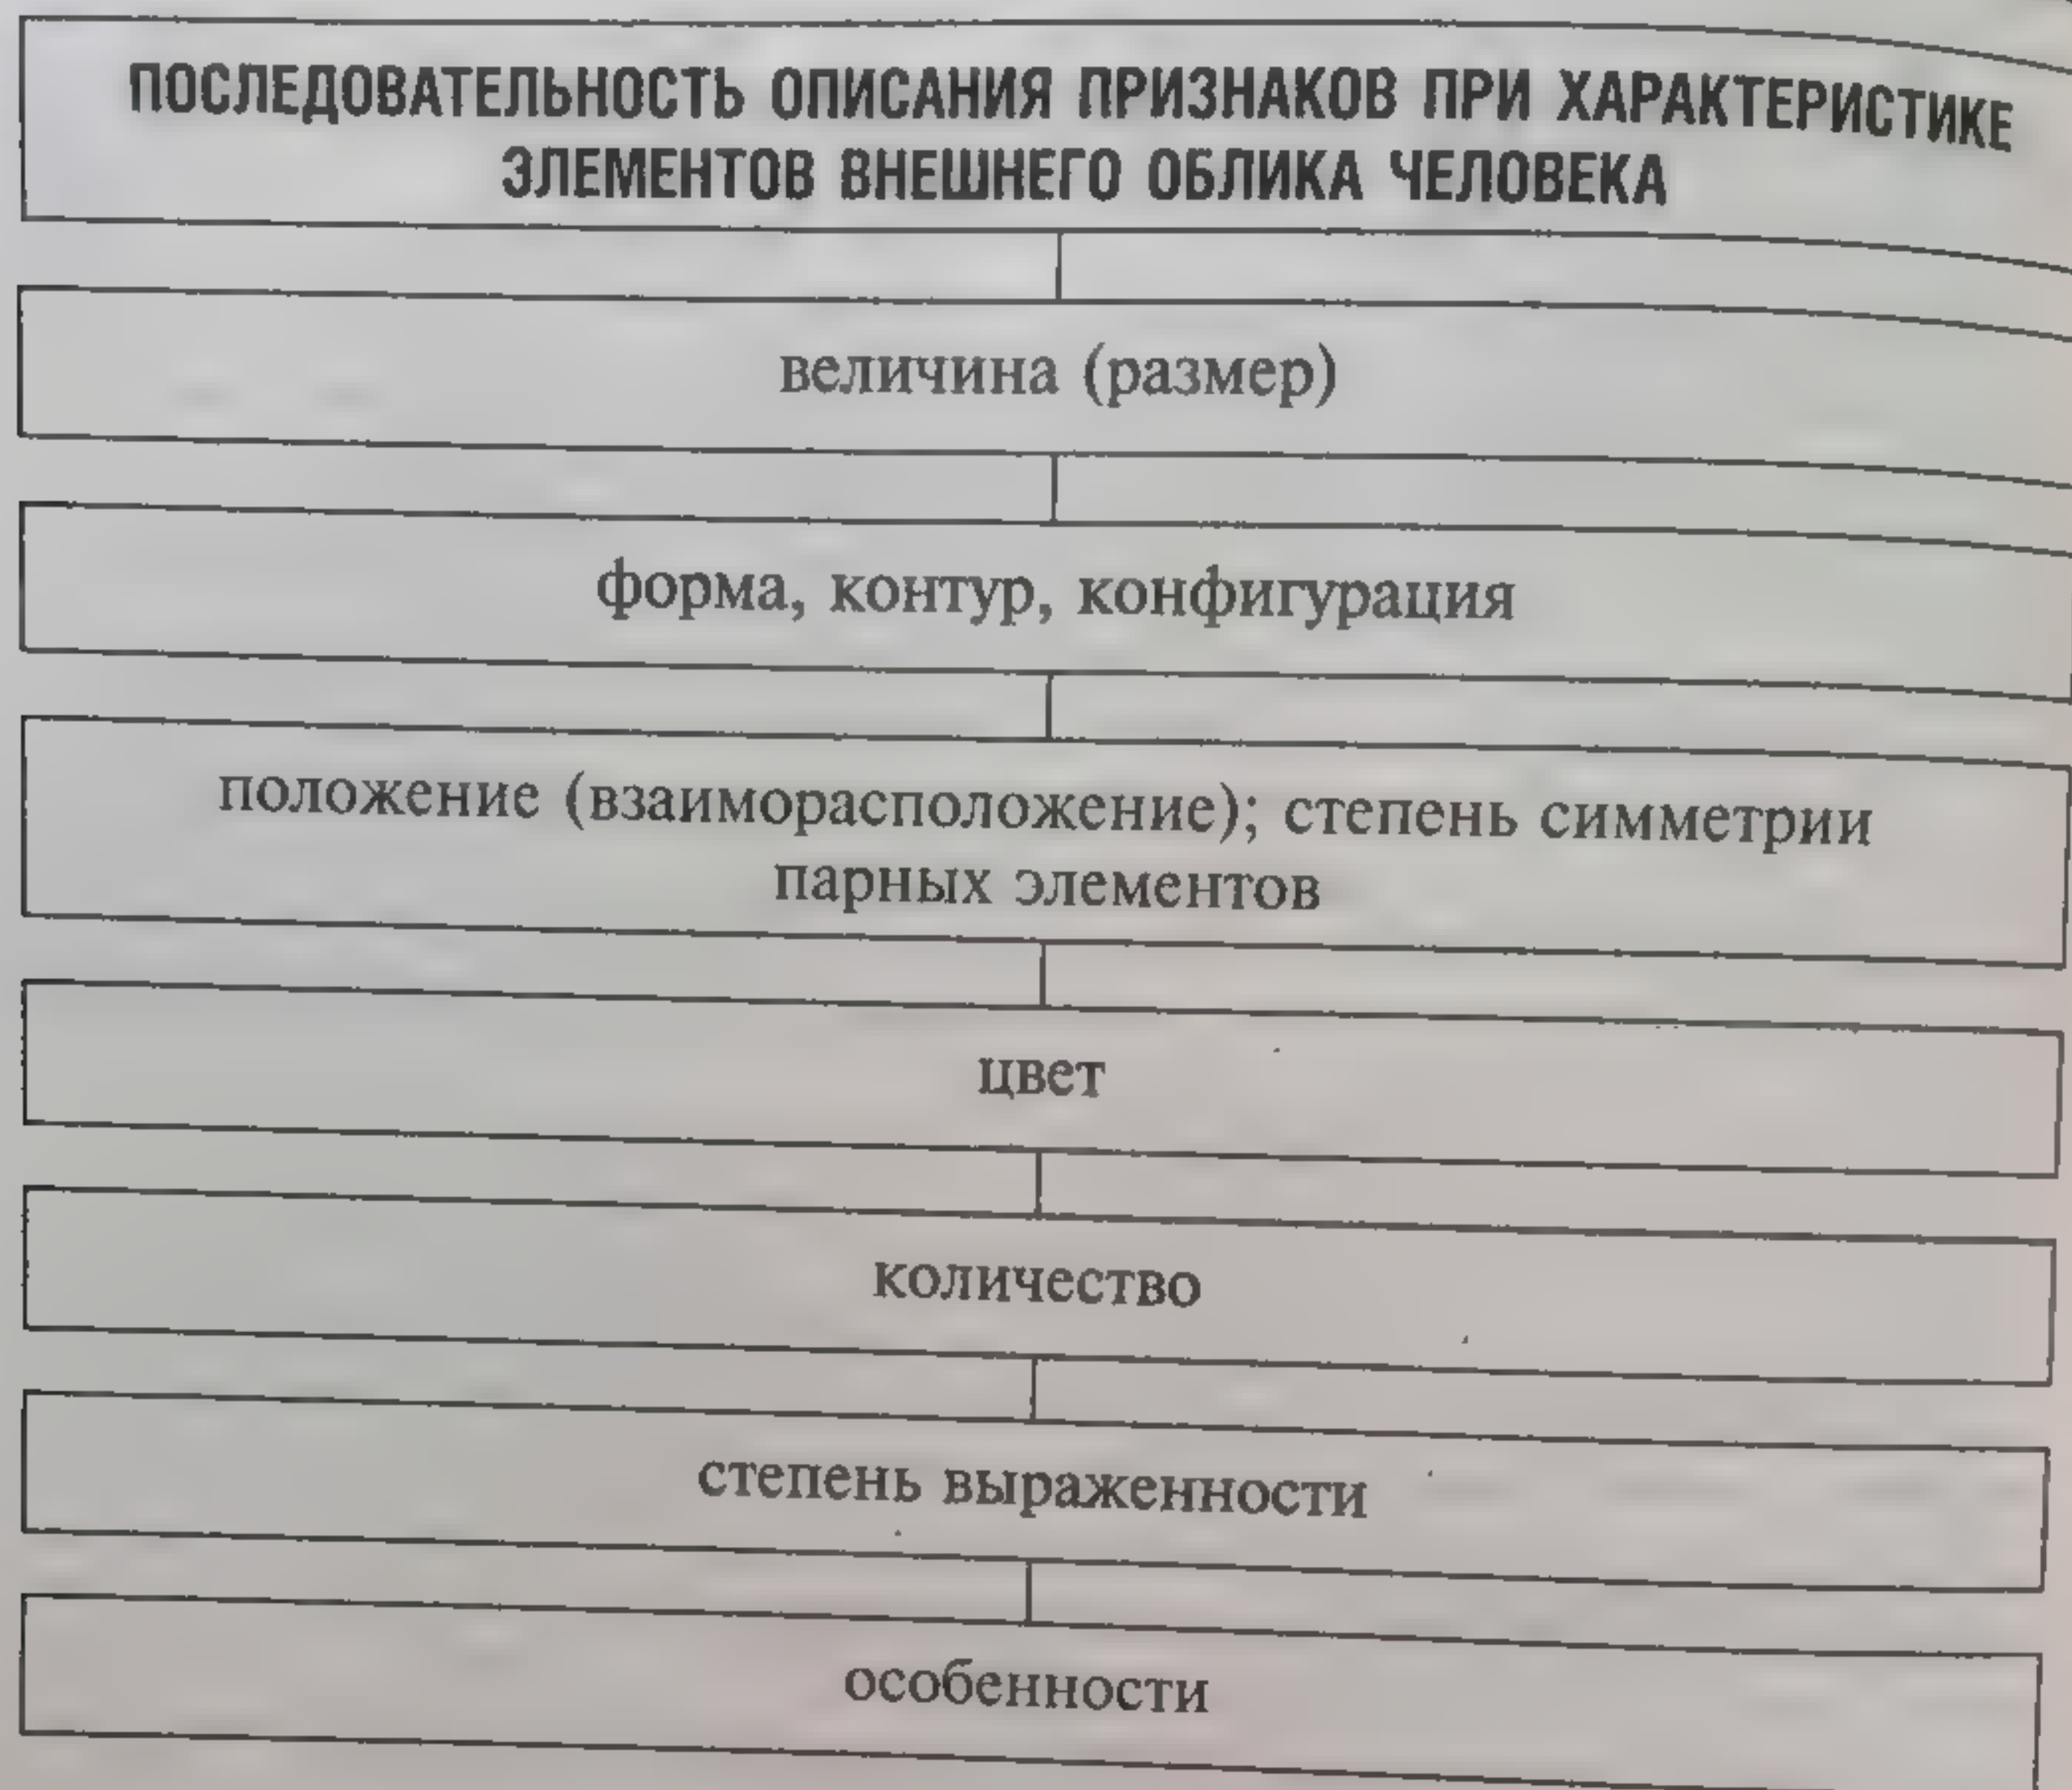 ПОСЛЕДОВАТЕЛЬНОСТЬ ОПИСАНИЯ ПРИЗНАКОВ ПРИ ХАРАКТЕРИСТИКЕ
ЭЛЕМЕНТОВ ВНЕШНЕГО ОБЛИКА ЧЕЛОВЕКА
величина (размер)
форма, контур, конфигурация
положение (взаиморасположение); степень симметрии
парных элементов
цвет
количество
степень выраженности
особенности